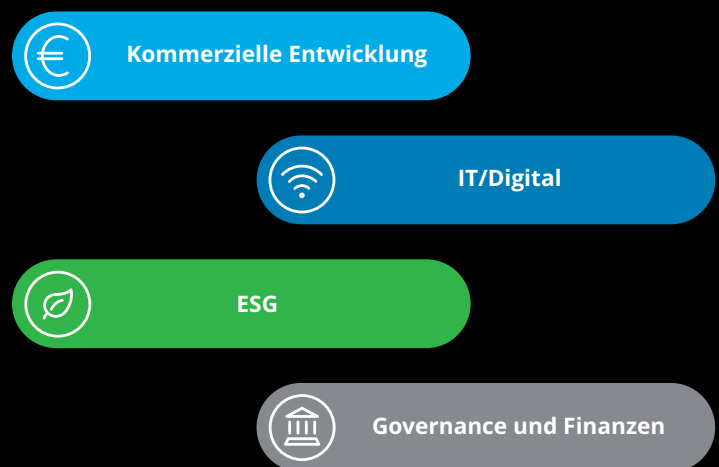 Kommerzielle Entwicklung
IT/Digital
ESG
Governance und Finanzen